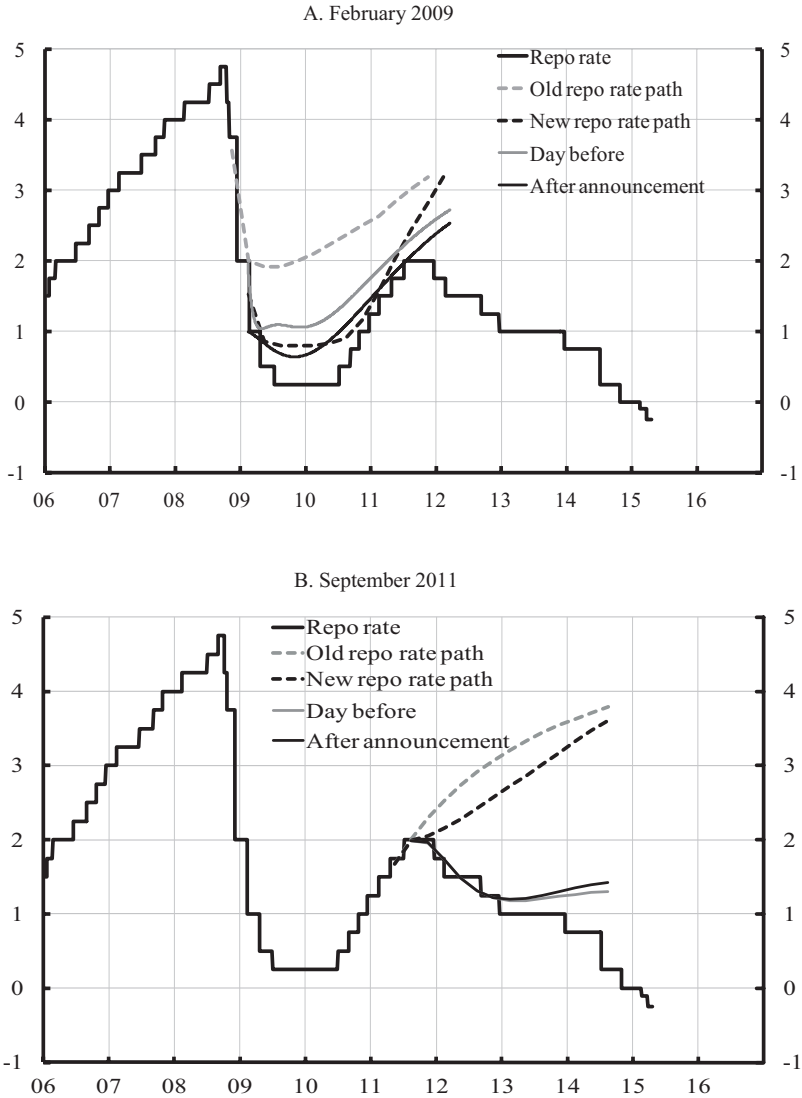 A. February 2009
5 5
4 4
3 3
2 2
1 1
0 0
-1 -1
Repo rate
Old repo rate path
New repo rate path
Day before
After announcement
06 07 08 09 10 11 12 13 14 15 16
B. September 2011
5 5
4 4
3 3
2 2
1 1
0 0
-1 -1
Repo rate
Old repo rate path
New repo rate path
Day before
After announcement
06 07 08 09 10 11 12 13 14 15 16